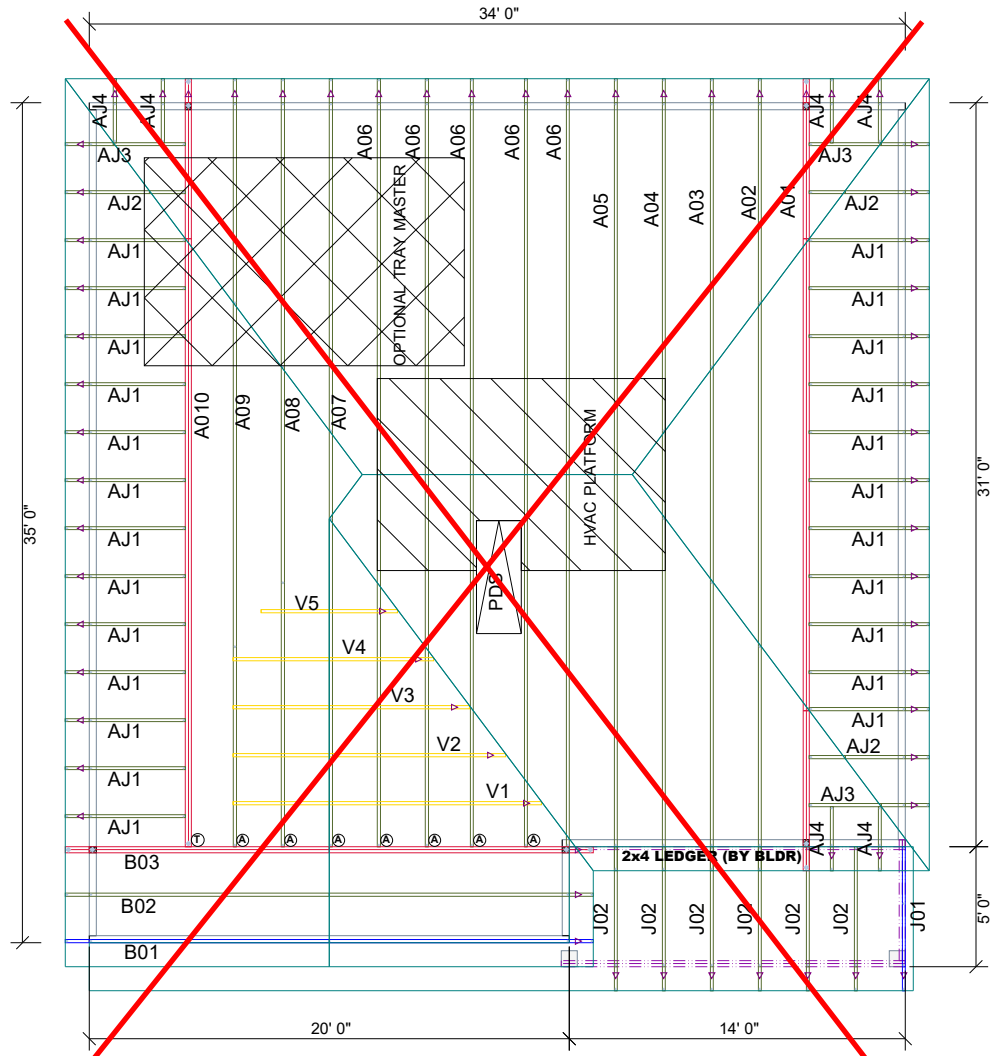 34' 0"
AJ4
AJ4
A06
A06
A06
A06
A06
AJ4
AJ4
AJ3
AJ3
AJ2
AJ2
OPTIONAL TRAY MASTER
A05
A04
A03
A02
A01
AJ1
AJ1
AJ1
AJ1
AJ1
AJ1
AJ1
AJ1
A010
A09
A08
A07
AJ1
AJ1
HVAC PLATFORM
AJ1
AJ1
35' 0"
31' 0"
AJ1
AJ1
PDS
AJ1
AJ1
V5
AJ1
AJ1
V4
AJ1
AJ1
V3
AJ1
AJ1
V2
AJ2
AJ1
V1
AJ3
AJ1
T
A
A
A
A
A
A
A
AJ4
AJ4
B03
2x4 LEDGER (BY BLDR)
B02
J02
J02
J02
J02
J02
J02
J01
5' 0"
B01
20' 0"
14' 0"